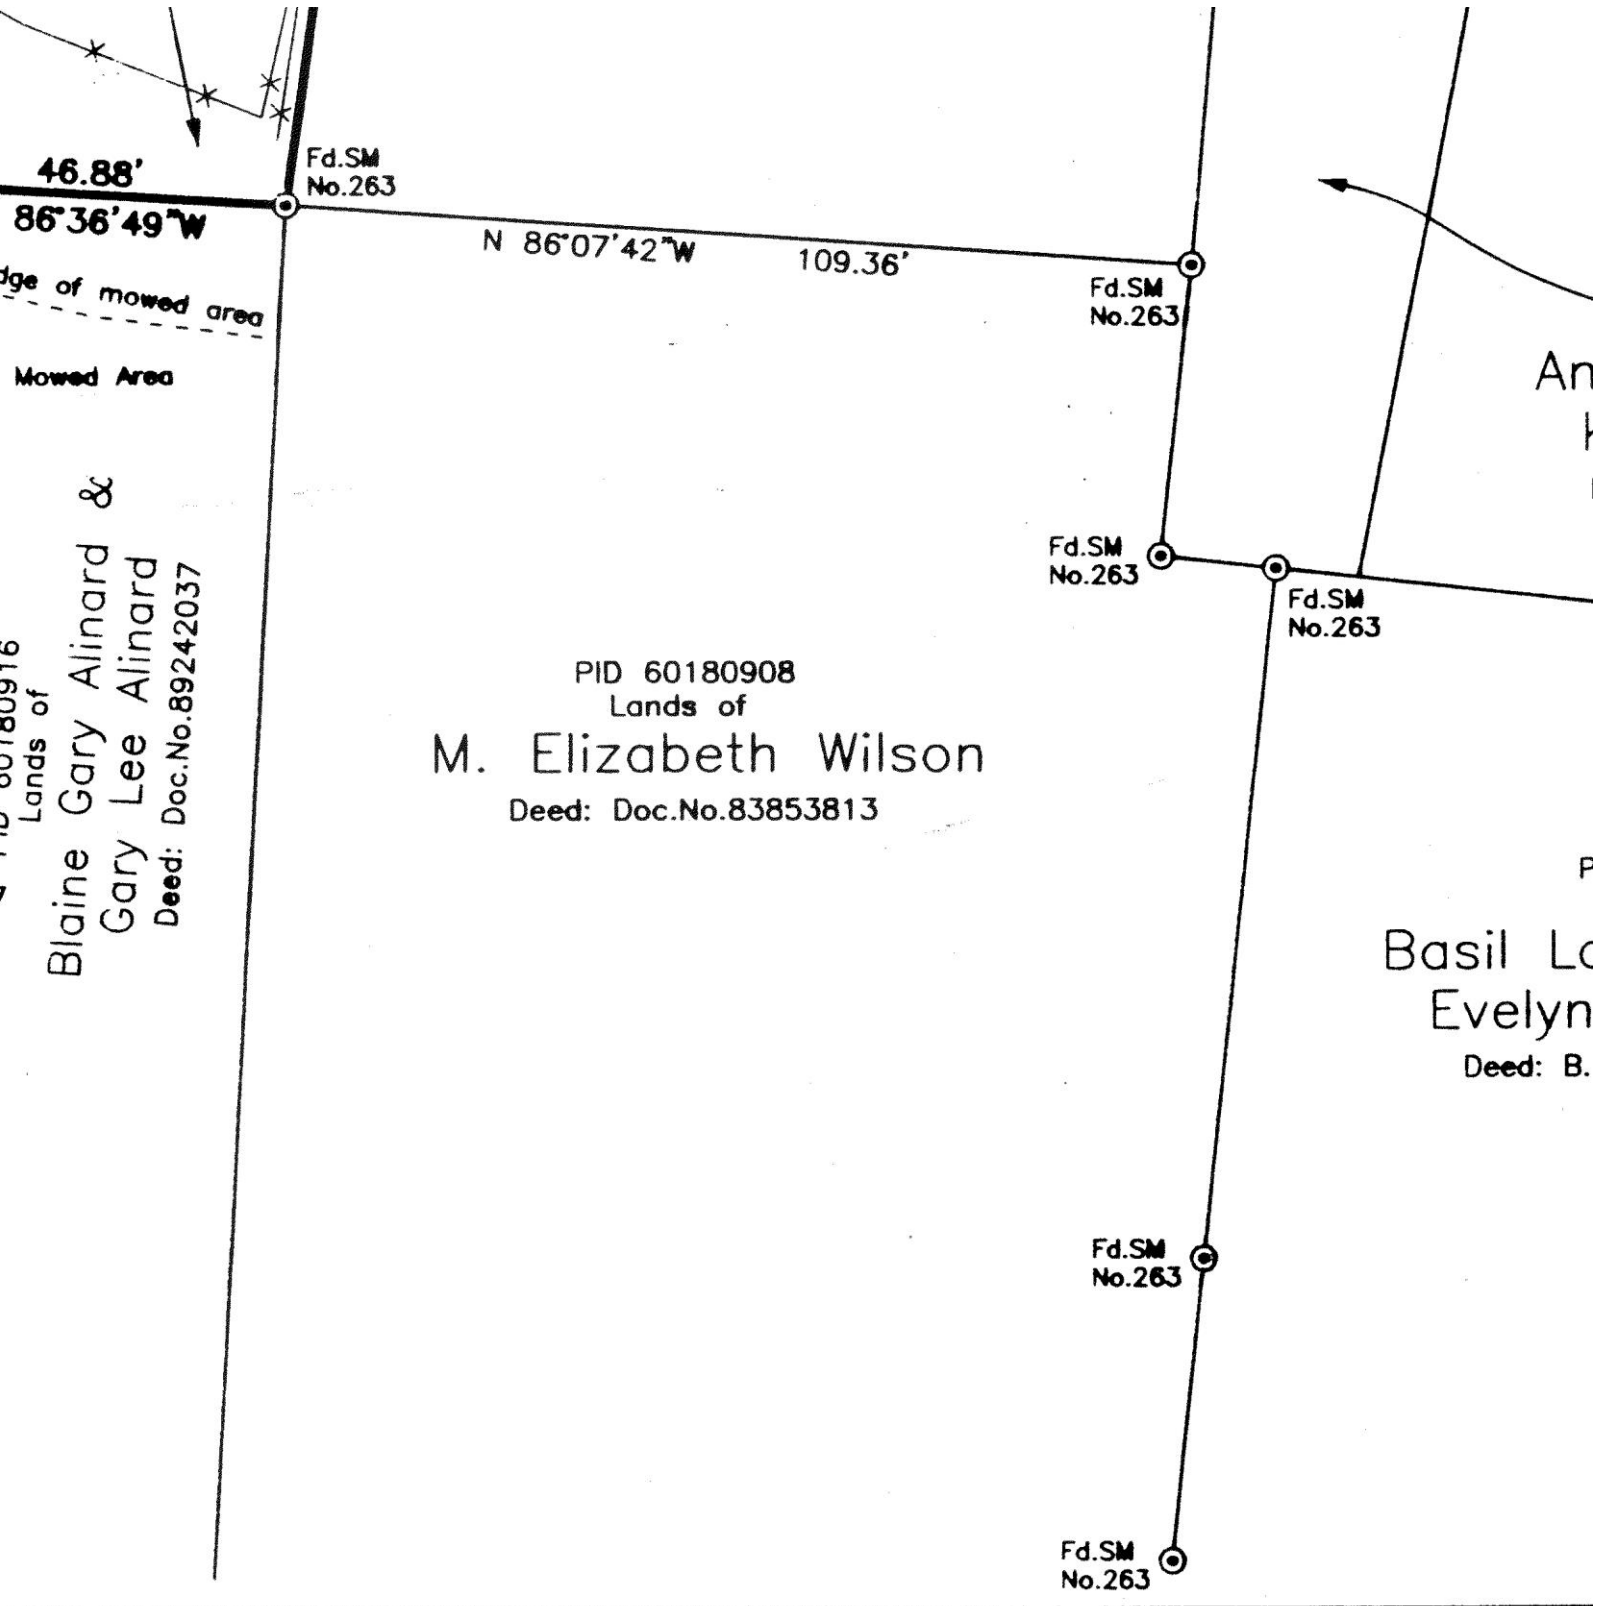 46.88'
86°36'49"W
Fd.SM
No.263
N 86°07'42"W 109.36'
Fd.SM
No.263
of mowed area
Mowed Area
Fd.SM
No.263
Fd.SM
No.263
60180916
Lands of
Blaine Gary Alinard &
Gary Lee Alinard
Deed: Doc.No.89242037
PID 60180908
Lands of
M. Elizabeth Wilson
Deed: Doc.No.83853813
Basil
Evelyn
Deed: B.
Fd.SM
No.263
Fd.SM
No.263